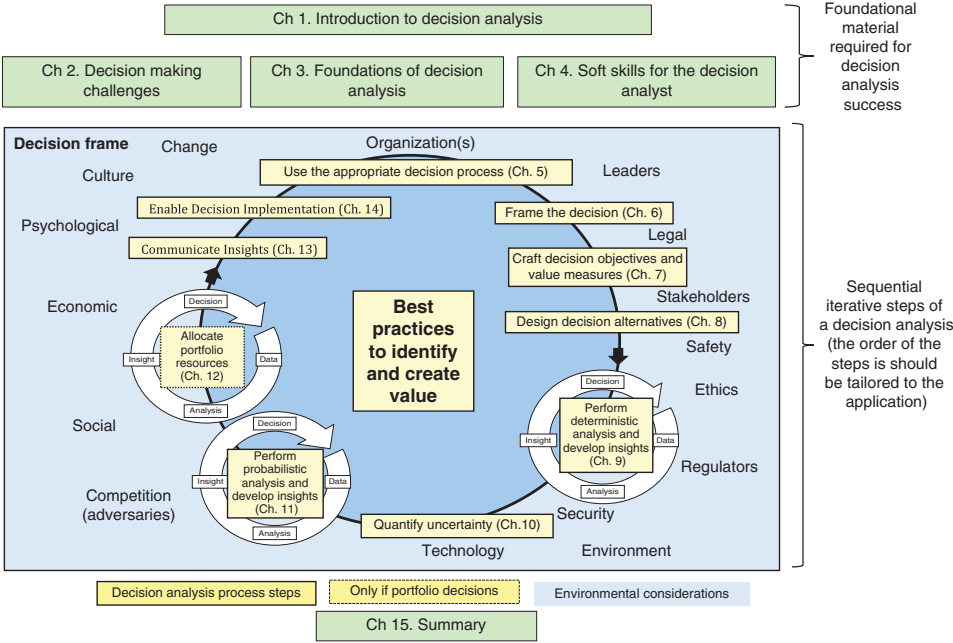 Ch 1. Introduction to decision analysis
Ch 2. Decision making
challenges
Ch 3. Foundations of decision
analysis
Ch 4. Soft skills for the decision
analyst
Foundational
material
required for
decision
analysis
success
Decision frame
Change
Organization(s)
Culture
Use the appropriate decision process (Ch. 5)
Leaders
Enable Decision Implementation (Ch. 14)
Frame the decision (Ch. 6)
Psychological
Legal
Communicate Insights (Ch. 13)
Craft decision objectives and
value measures (Ch. 7)
Stakeholders
Economic
Design decision alternatives (Ch. 8)
Safety
Best
practices
to identify
and create
value
Decision
Allocate
portfolio
resources
(Ch. 12)
Insight
Data
Analysis
Decision
Perform
deterministic
analysis and
develop insights
(Ch. 9)
Insight
Data
Analysis
Ethics
Social
Decision
Perform
probabilistic
analysis and
develop insights
(Ch. 11)
Insight
Data
Analysis
Regulators
Competition
(adversaries)
Quantify uncertainty (Ch.10)
Security
Technology
Environment
Sequential
iterative steps of
a decision analysis
(the order of the
steps is should
be tailored to the
application)
Decision analysis process steps
Only if portfolio decisions
Environmental considerations
Ch 15. Summary